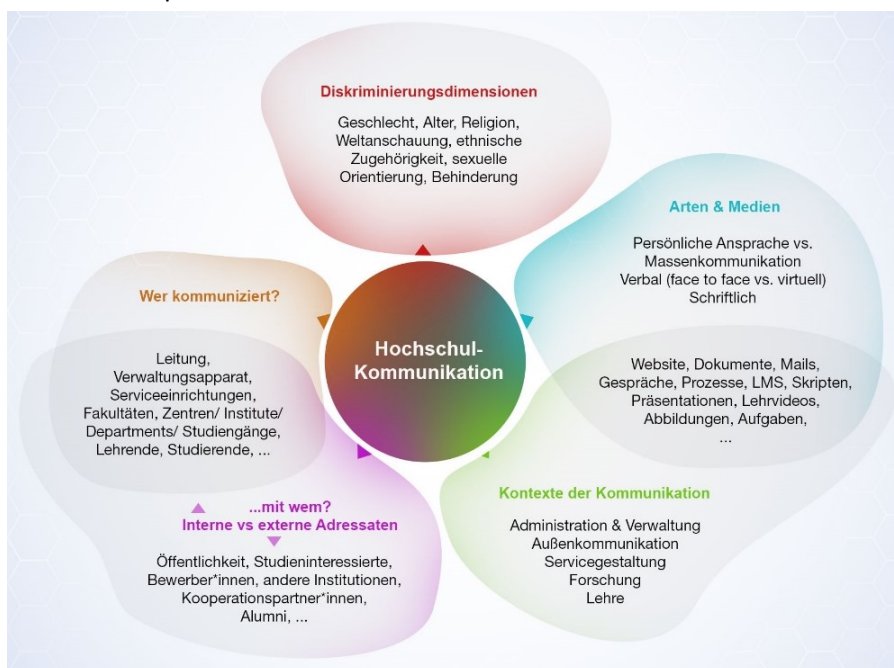 Diskriminierungsdimensionen
Geschlecht, Alter, Religion,
Weltanschauung, ethnische
Zugehörigkeit, sexuelle
Orientierung, Behinderung
Arten & Medien
Persönliche Ansprache vs.
Massenkommunikation
Verbal (face to face vs. virtuell)
Schriftlich
Website, Dokumente, Mails,
Gespräche, Prozesse, LMS, Skripten,
Präsentationen, Lehrvideos,
Abbildungen, Aufgaben,
...
Wer kommuniziert?
Leitung,
Verwaltungsapparat,
Serviceeinrichtungen,
Fakultäten, Zentren/ Institute/
Departments/ Studiengänge,
Lehrende, Studierende, ...
Hochschul-
Kommunikation
...mit wem?
Interne vs externe Adressaten
Öffentlichkeit, Studieninteressierte,
Bewerber*innen, andere Institutionen,
Kooperationspartner*innen,
Alumni, ...
Kontexte der Kommunikation
Administration & Verwaltung
Außenkommunikation
Servicegestaltung
Forschung
Lehre